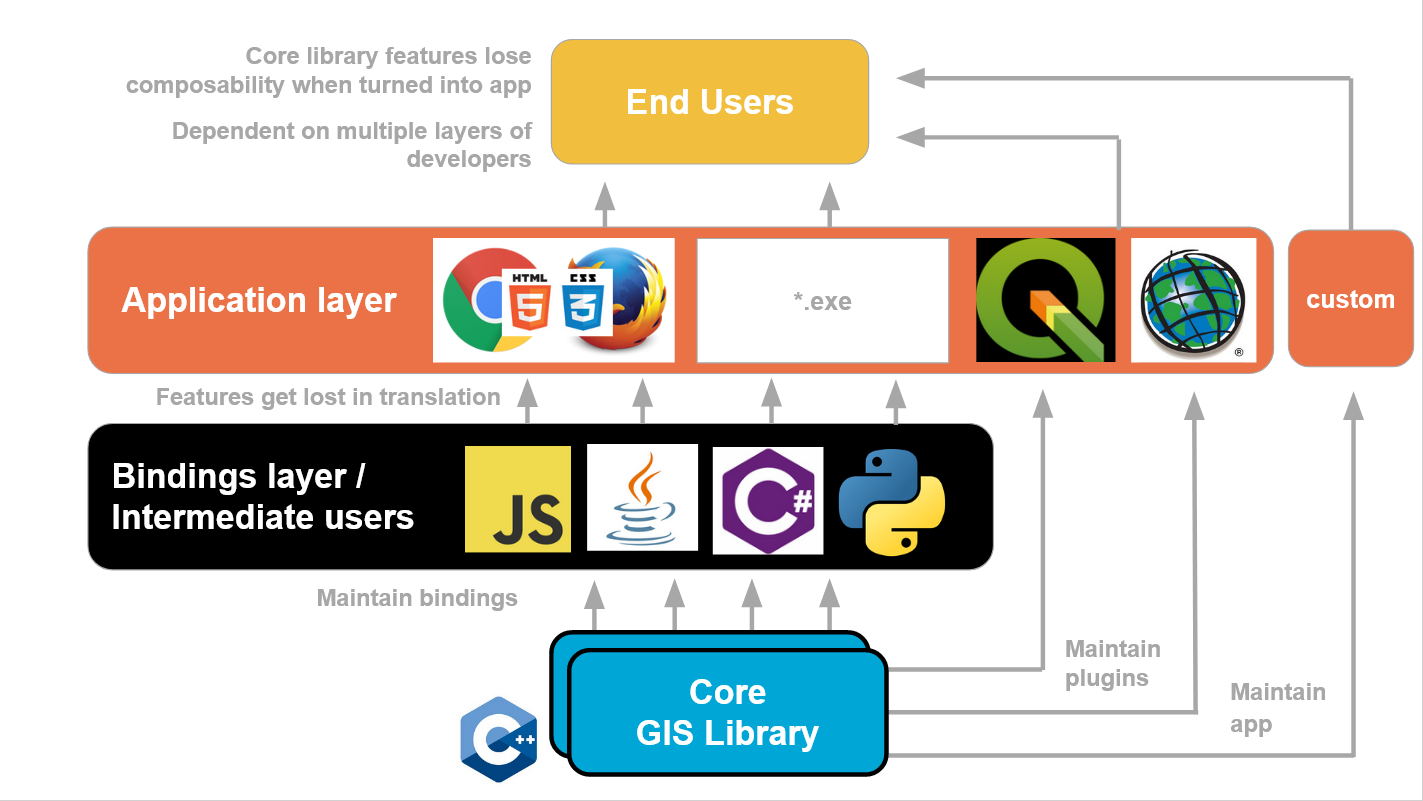 Core library features lose
composability when turned into app
Dependent on multiple layers of
developers
End Users
Application layer
HTML
5
CSS
3
*.exe
®
custom
Features get lost in translation
Bindings layer /
Intermediate users
JS
C#
Maintain bindings
Core
GIS Library
C++
Maintain
plugins
Maintain
app